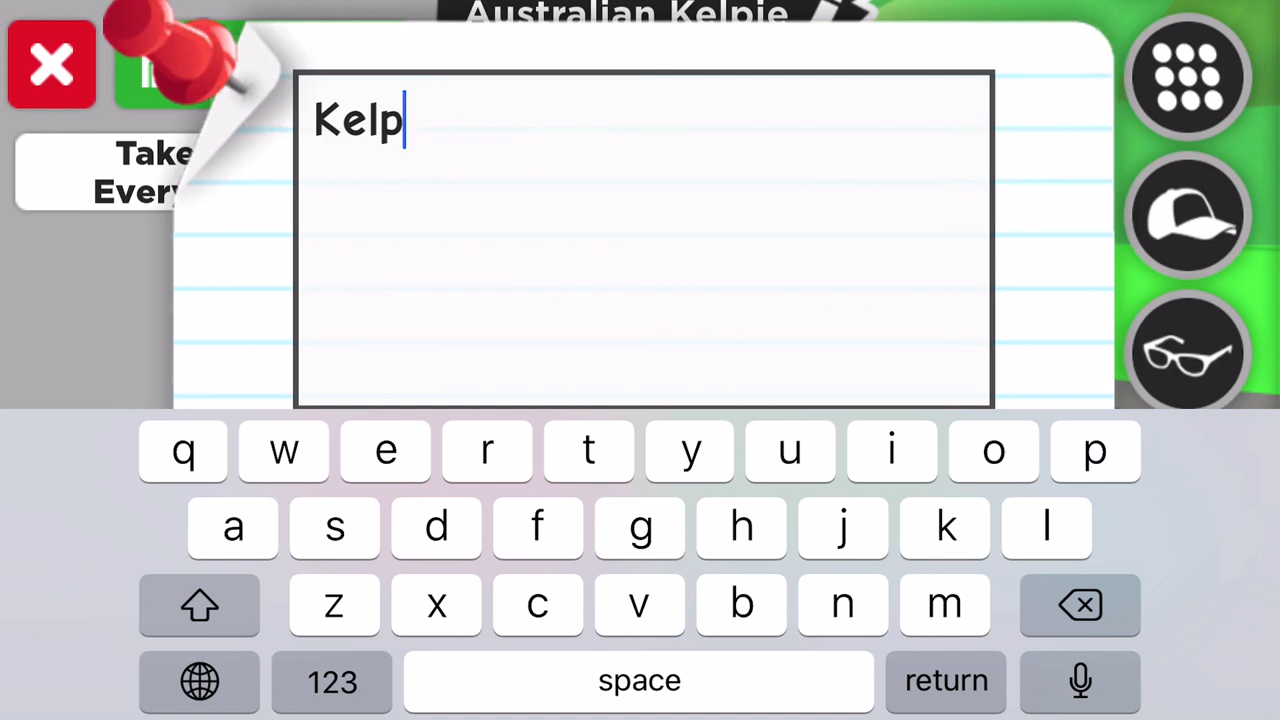 Australian Kelpie
Kelp
Take
Every
q w e r t y u i o p
a s d f g h j k l
z x c v b n m
123 space return